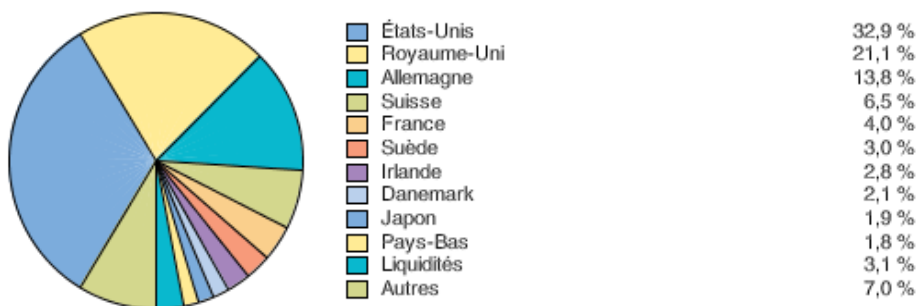 États-Unis 32,9 %
Royaume-Uni 21,1 %
Allemagne 13,8 %
Suisse 6,5 %
France 4,0 %
Suède 3,0 %
Irlande 2,8 %
Danemark 2,1 %
Japon 1,9 %
Pays-Bas 1,8 %
Liquidités 3,1 %
Autres 7,0 %